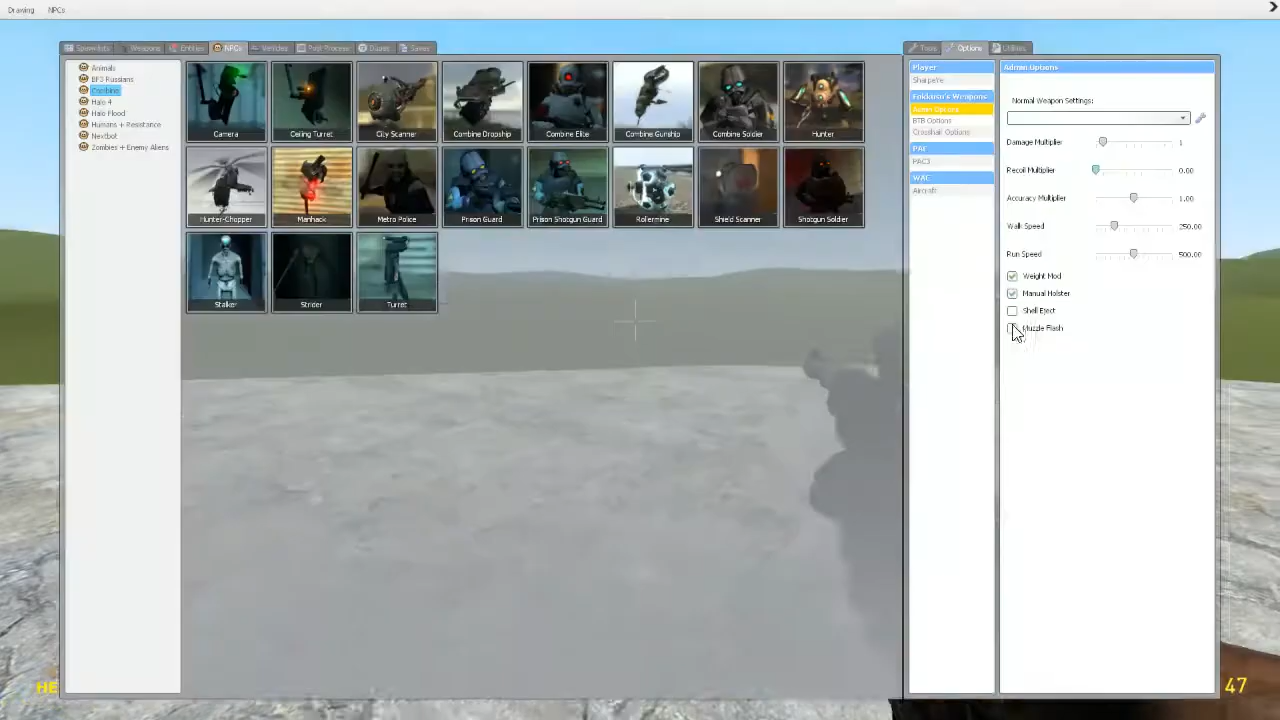 Drawing NPCs
Spawnlists Weapons Entities NPCs Vehicles Post Process Dupes Saves
Tools Options Utilities
Animals
BF3 Russians
Combine
Halo 4
Halo Flood
Humans + Resistance
Nextbot
Zombies + Enemy Aliens
Camera Ceiling Turret City Scanner Combine Dropship Combine Elite Combine Gunship Combine Soldier Hunter
Hunter-Chopper Manhack Metro Police Prison Guard Prison Shotgun Guard Rollermine Shield Scanner Shotgun Soldier
Stalker Strider Turret
Player
Admin Options
BTB Options
Crosshair Options
PAC3
WAC
Aircraft
Admin Options
Normal Weapon Settings:
Damage Multiplier 1
Recoil Multiplier 0.00
Accuracy Multiplier 1.00
Walk Speed 250.00
Run Speed 500.00
Weight Mod
Manual Holster
Shell Eject
Muzzle Flash
HE
47